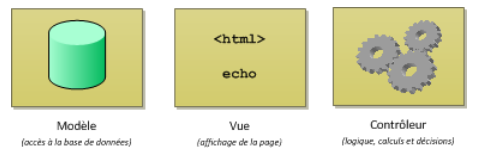 <html>
echo
Modèle
(accès à la base de données)
Vue
(affichage de la page)
Contrôleur
(logique, calculs et décisions)